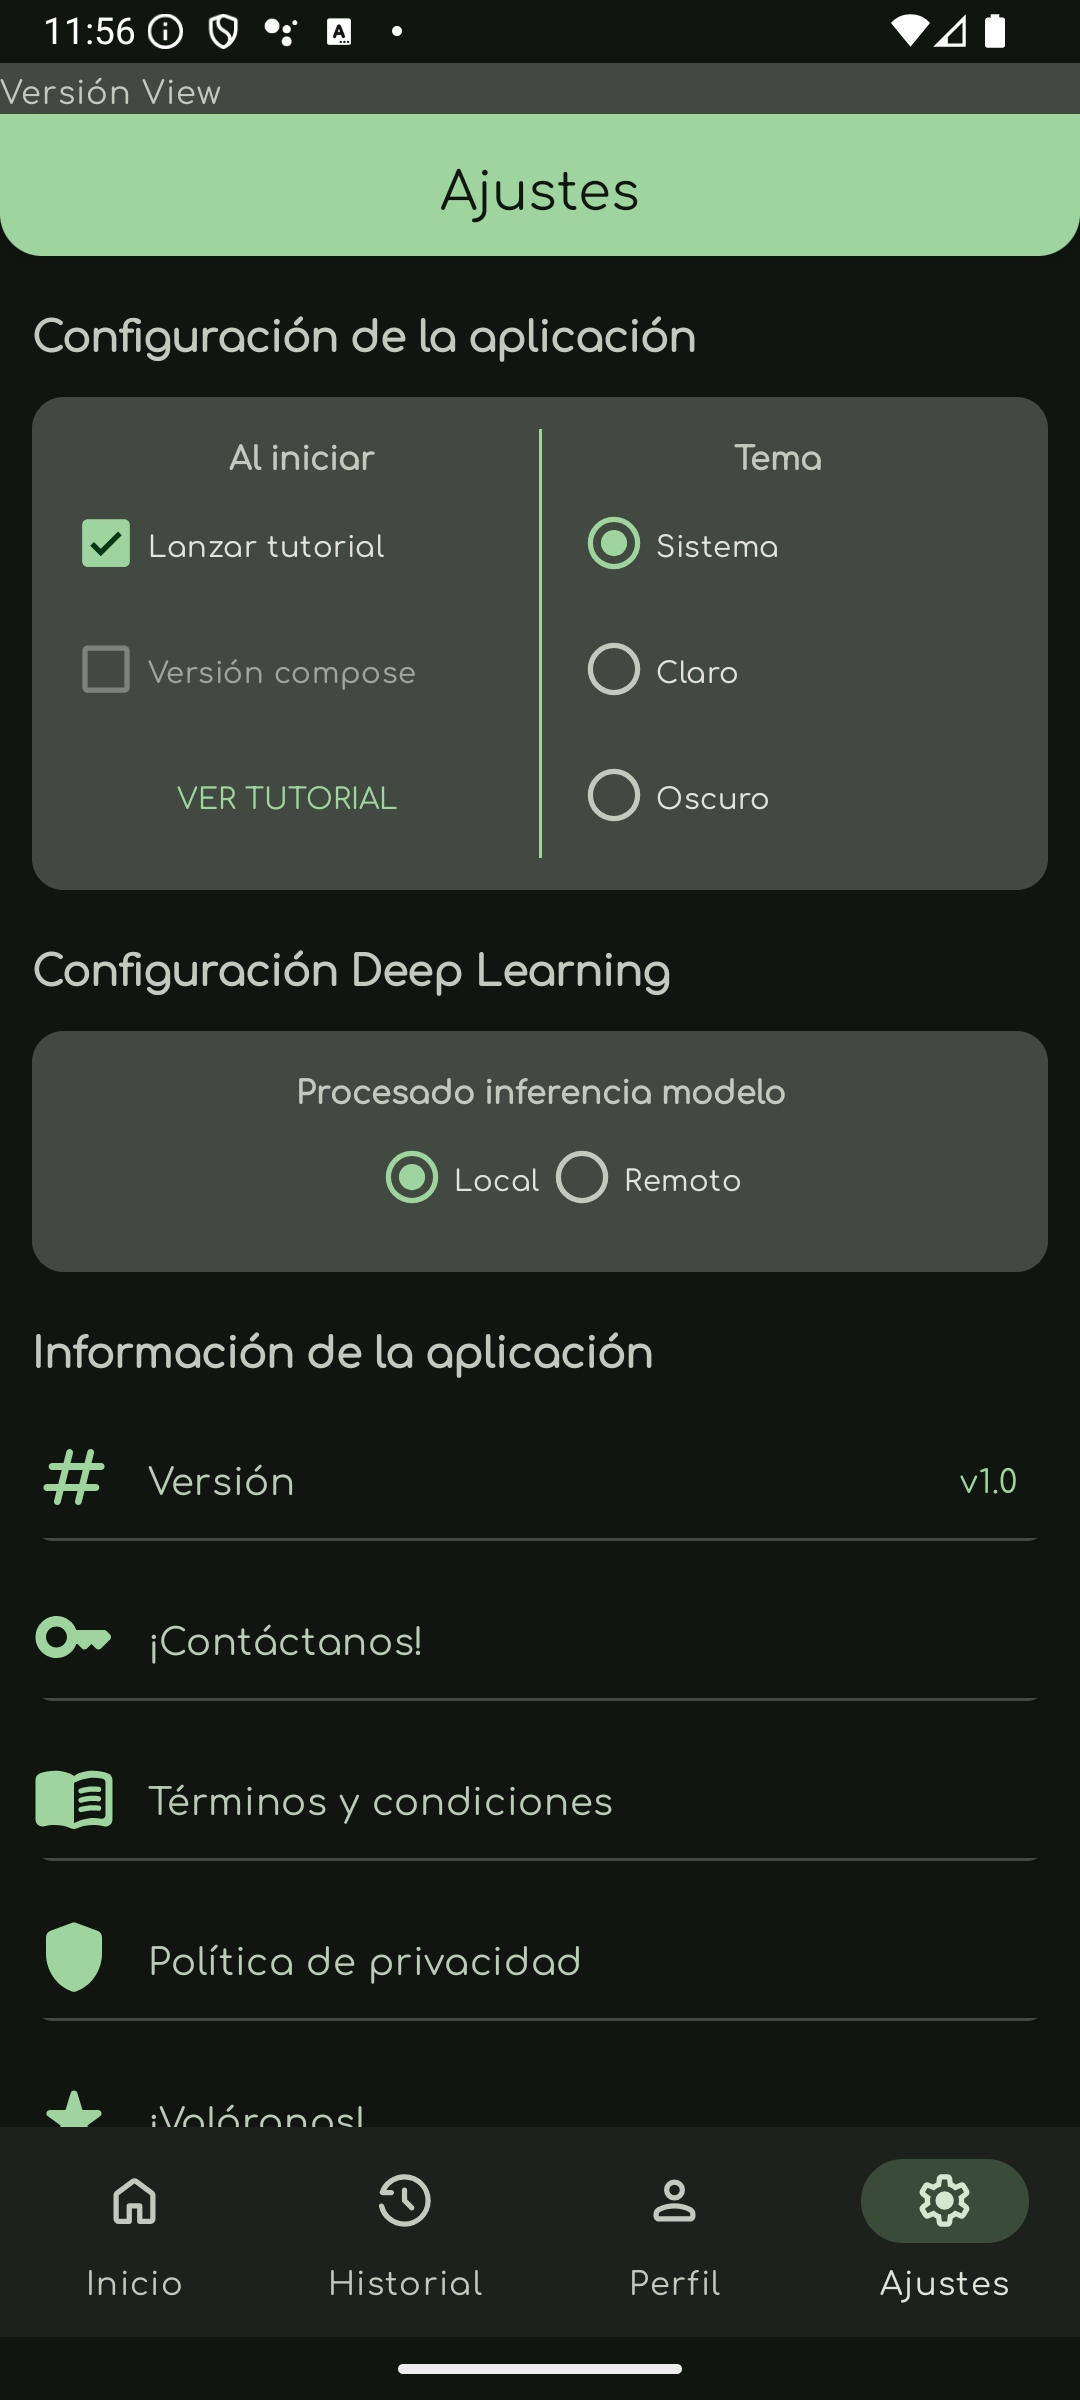 11:56
Versión View
Ajustes
Configuración de la aplicación
Al iniciar
Tema
Lanzar tutorial
Sistema
Versión compose
Claro
VER TUTORIAL
Oscuro
Configuración Deep Learning
Procesado inferencia modelo
Local
Remoto
Información de la aplicación
Versión
v1.0
¡Contáctanos!
Términos y condiciones
Política de privacidad
¡Valóranos!
Inicio
Historial
Perfil
Ajustes